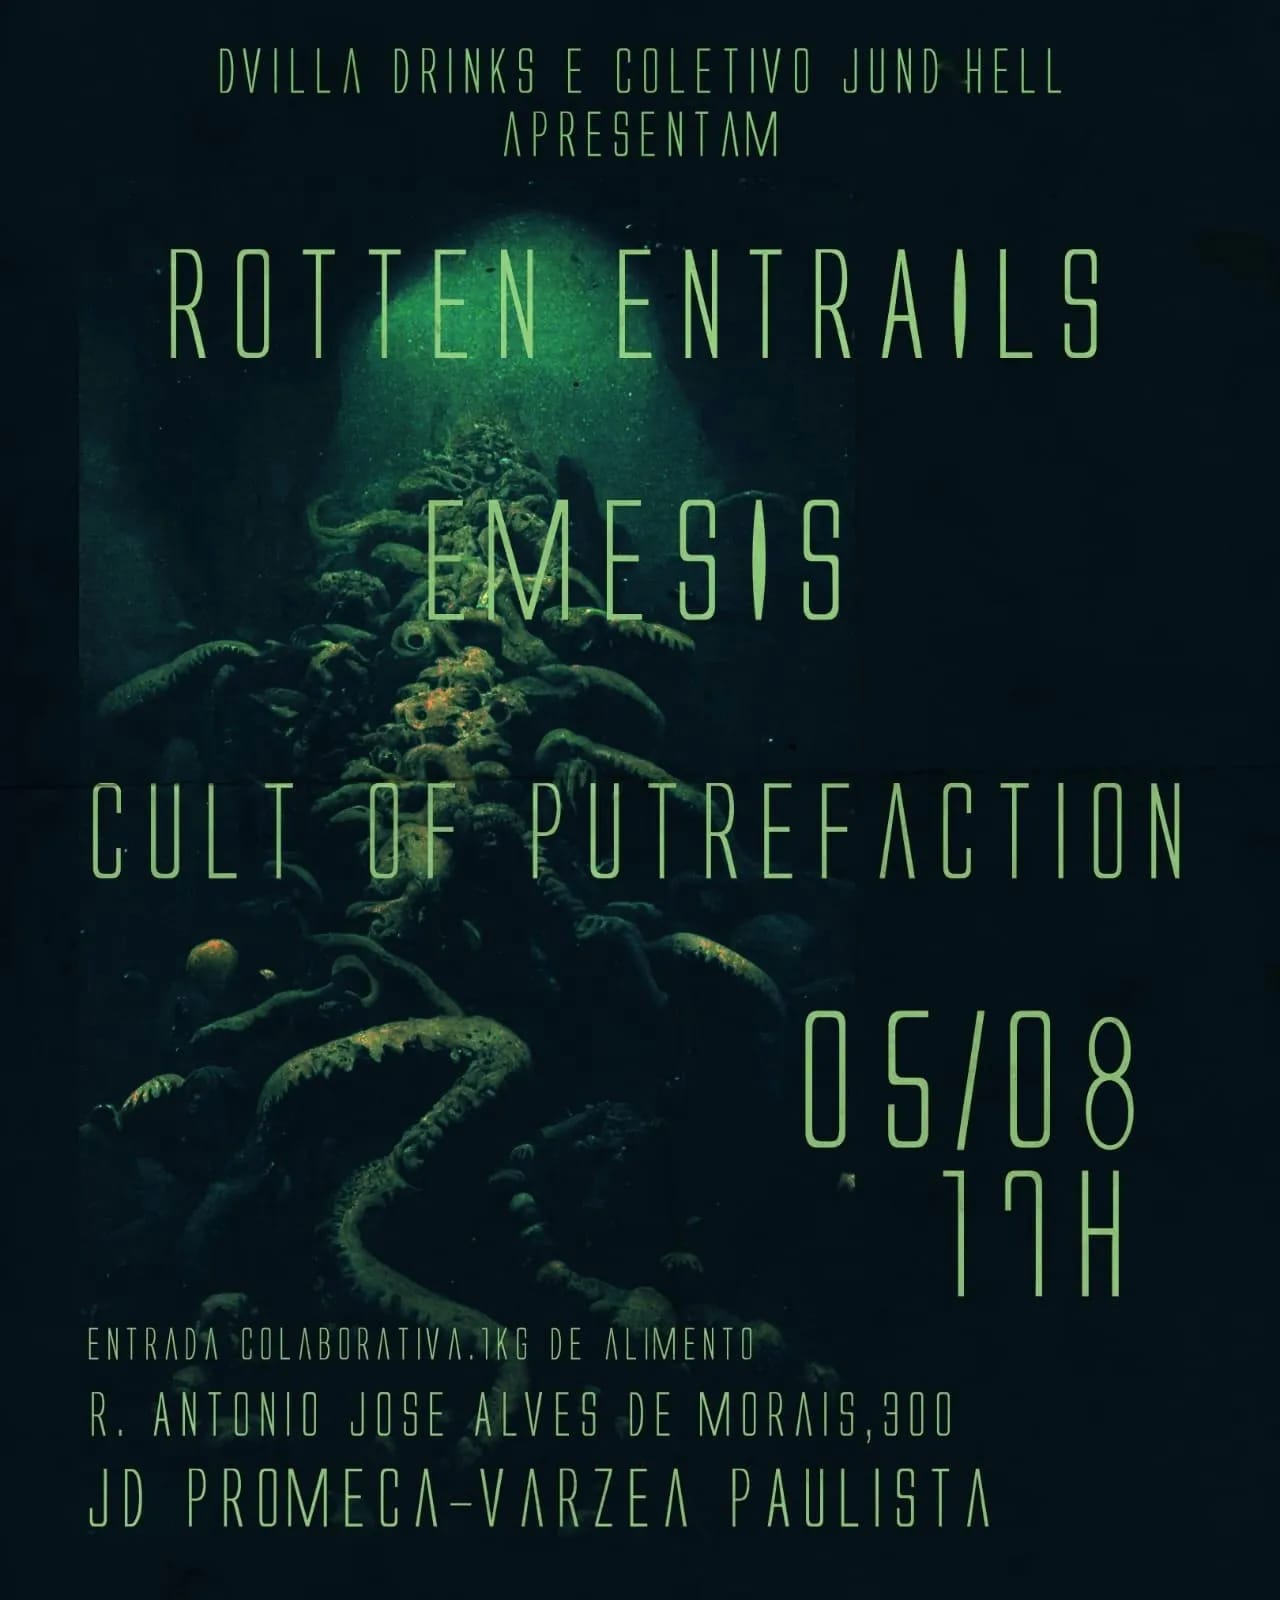 DVILLA DRINKS E COLETIVO JUND HELL
APRESENTAM
ROTTEN ENTRAILS
EMESIS
CULT OF PUTREFACTION
05/08
17H
ENTRADA COLABORATIVA.1KG DE ALIMENTO
R. ANTONIO JOSE ALVES DE MORAIS,300
JD PROMECA-VARZEA PAULISTA